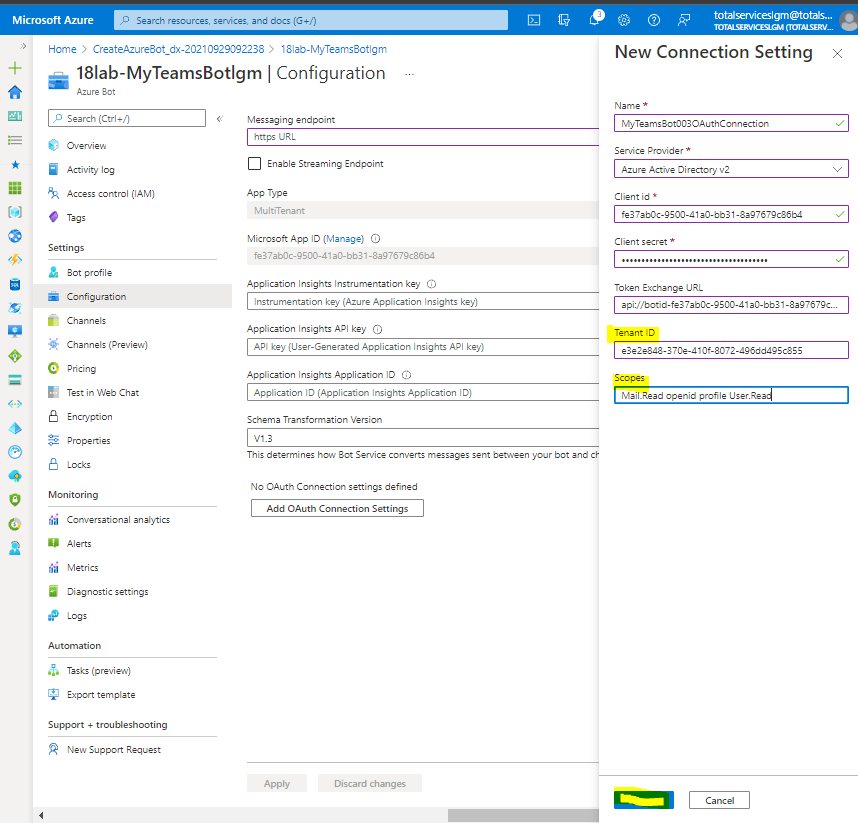 Microsoft Azure
Search resources, services, and docs (G+/)
3
totalserviceslgm@totals...
TOTALSERVICESLGM (TOTALSERV...
Home > CreateAzureBot_dx-20210929092238 > 18lab-MyTeamsBotlgm
18lab-MyTeamsBotlgm | Configuration ...
Azure Bot
Search (Ctrl+/)
Overview
Activity log
Access control (IAM)
Tags
Settings
Bot profile
Configuration
Channels
Channels (Preview)
Pricing
Test in Web Chat
Encryption
Properties
Locks
Monitoring
Conversational analytics
Alerts
Metrics
Diagnostic settings
Logs
Automation
Tasks (preview)
Export template
Support + troubleshooting
New Support Request
Messaging endpoint
https URL
Enable Streaming Endpoint
App Type
MultiTenant
Microsoft App ID (Manage)
fe37ab0c-9500-41a0-bb31-8a97679c86b4
Application Insights Instrumentation key
Instrumentation key (Azure Application Insights key)
Application Insights API key
API key (User-Generated Application Insights API key)
Application Insights Application ID
Application ID (Application Insights Application ID)
Schema Transformation Version
V1.3
This determines how Bot Service converts messages sent between your bot and ch
No OAuth Connection settings defined
Add OAuth Connection Settings
Apply
Discard changes
New Connection Setting
Name *
MyTeamsBot003OAuthConnection
Service Provider *
Azure Active Directory v2
Client id *
fe37ab0c-9500-41a0-bb31-8a97679c86b4
Client secret *
Token Exchange URL
api://botid-fe37ab0c-9500-41a0-bb31-8a97679c...
Tenant ID
e3e2e848-370e-410f-8072-496dd495c855
Scopes
Mail.Read openid profile User.Read
Cancel